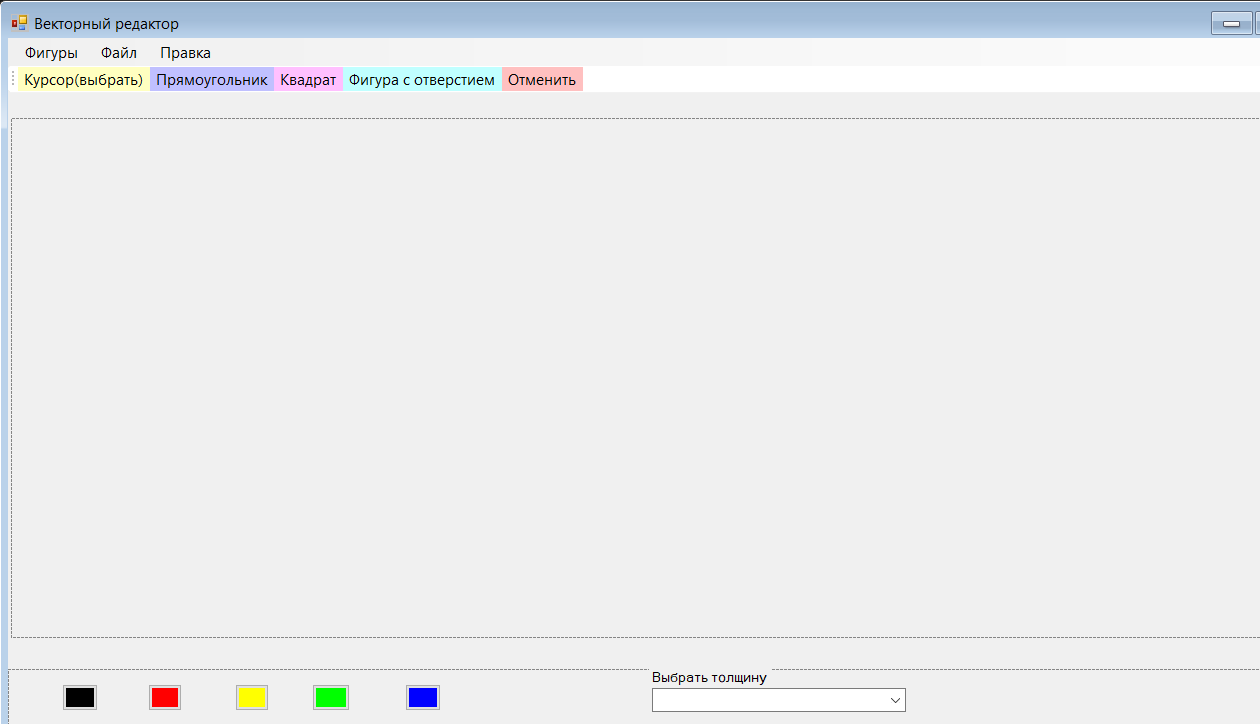 Векторный редактор
Фигуры Файл Правка
Курсор(выбрать) Прямоугольник Квадрат Фигура с отверстием Отменить
Выбрать толщину